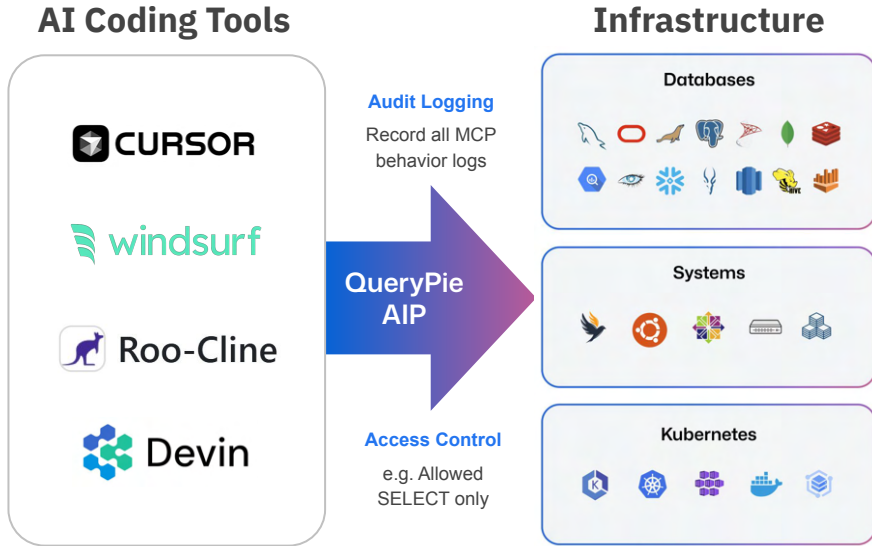 AI Coding Tools
Infrastructure
CURSOR
windsurf
Roo-Cline
Devin
Audit Logging
Record all MCP
behavior logs
QueryPie
AIP
Access Control
e.g. Allowed
SELECT only
Databases
HIVE
Systems
Kubernetes
K